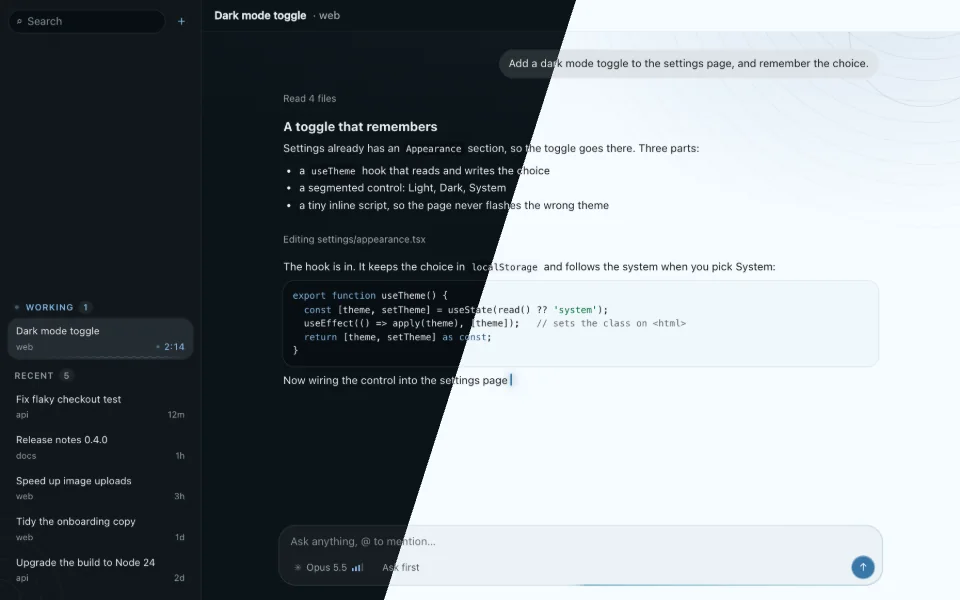 Search
+
WORKING 1
Dark mode toggle
web 2:14
RECENT 5
Fix flaky checkout test
api 12m
Release notes 0.4.0
docs 1h
Speed up image uploads
web 3h
Tidy the onboarding copy
web 1d
Upgrade the build to Node 24
api 2d
Dark mode toggle · web
Add a dark mode toggle to the settings page, and remember the choice.
Read 4 files
A toggle that remembers
Settings already has an Appearance section, so the toggle goes there. Three parts:
• a useTheme hook that reads and writes the choice
• a segmented control: Light, Dark, System
• a tiny inline script, so the page never flashes the wrong theme
Editing settings/appearance.tsx
The hook is in. It keeps the choice in localStorage and follows the system when you pick System:
export function useTheme() {
const [theme, setTheme] = useState(read() ?? 'system');
useEffect(() => apply(theme), [theme]); // sets the class on <html>
return [theme, setTheme] as const;
}
Now wiring the control into the settings page
Ask anything, @ to mention...
Opus 5.5 Ask first